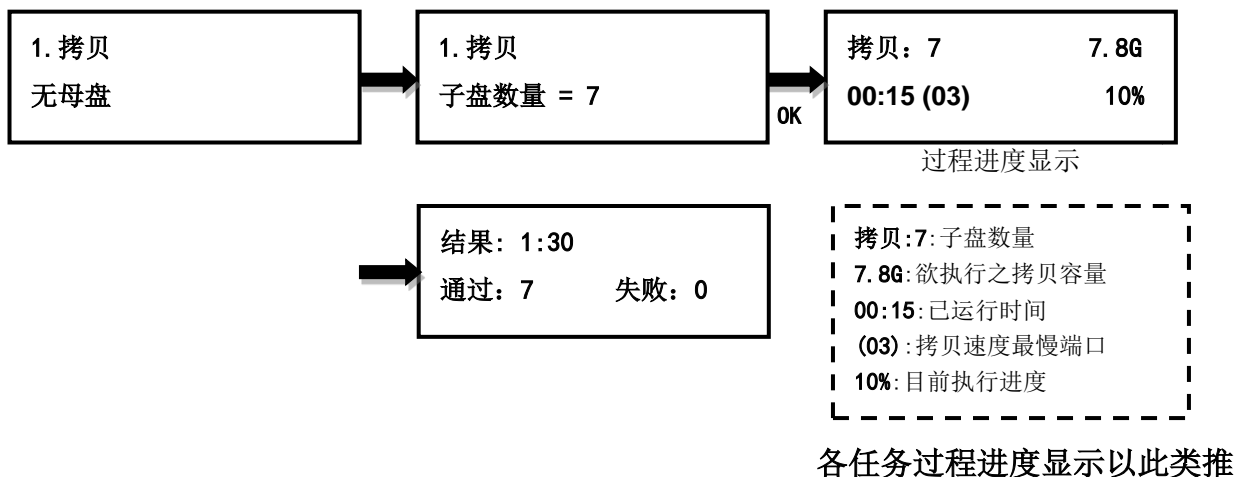 1.拷贝
无母盘
1.拷贝
子盘数量 = 7
OK
拷贝：7 7.8G
00:15 (03) 10%
过程进度显示
结果: 1:30
通过：7 失败：0
拷贝:7:子盘数量
7.8G:欲执行之拷贝容量
00:15:已运行时间
(03):拷贝速度最慢端口
10%:目前执行进度
各任务过程进度显示以此类推